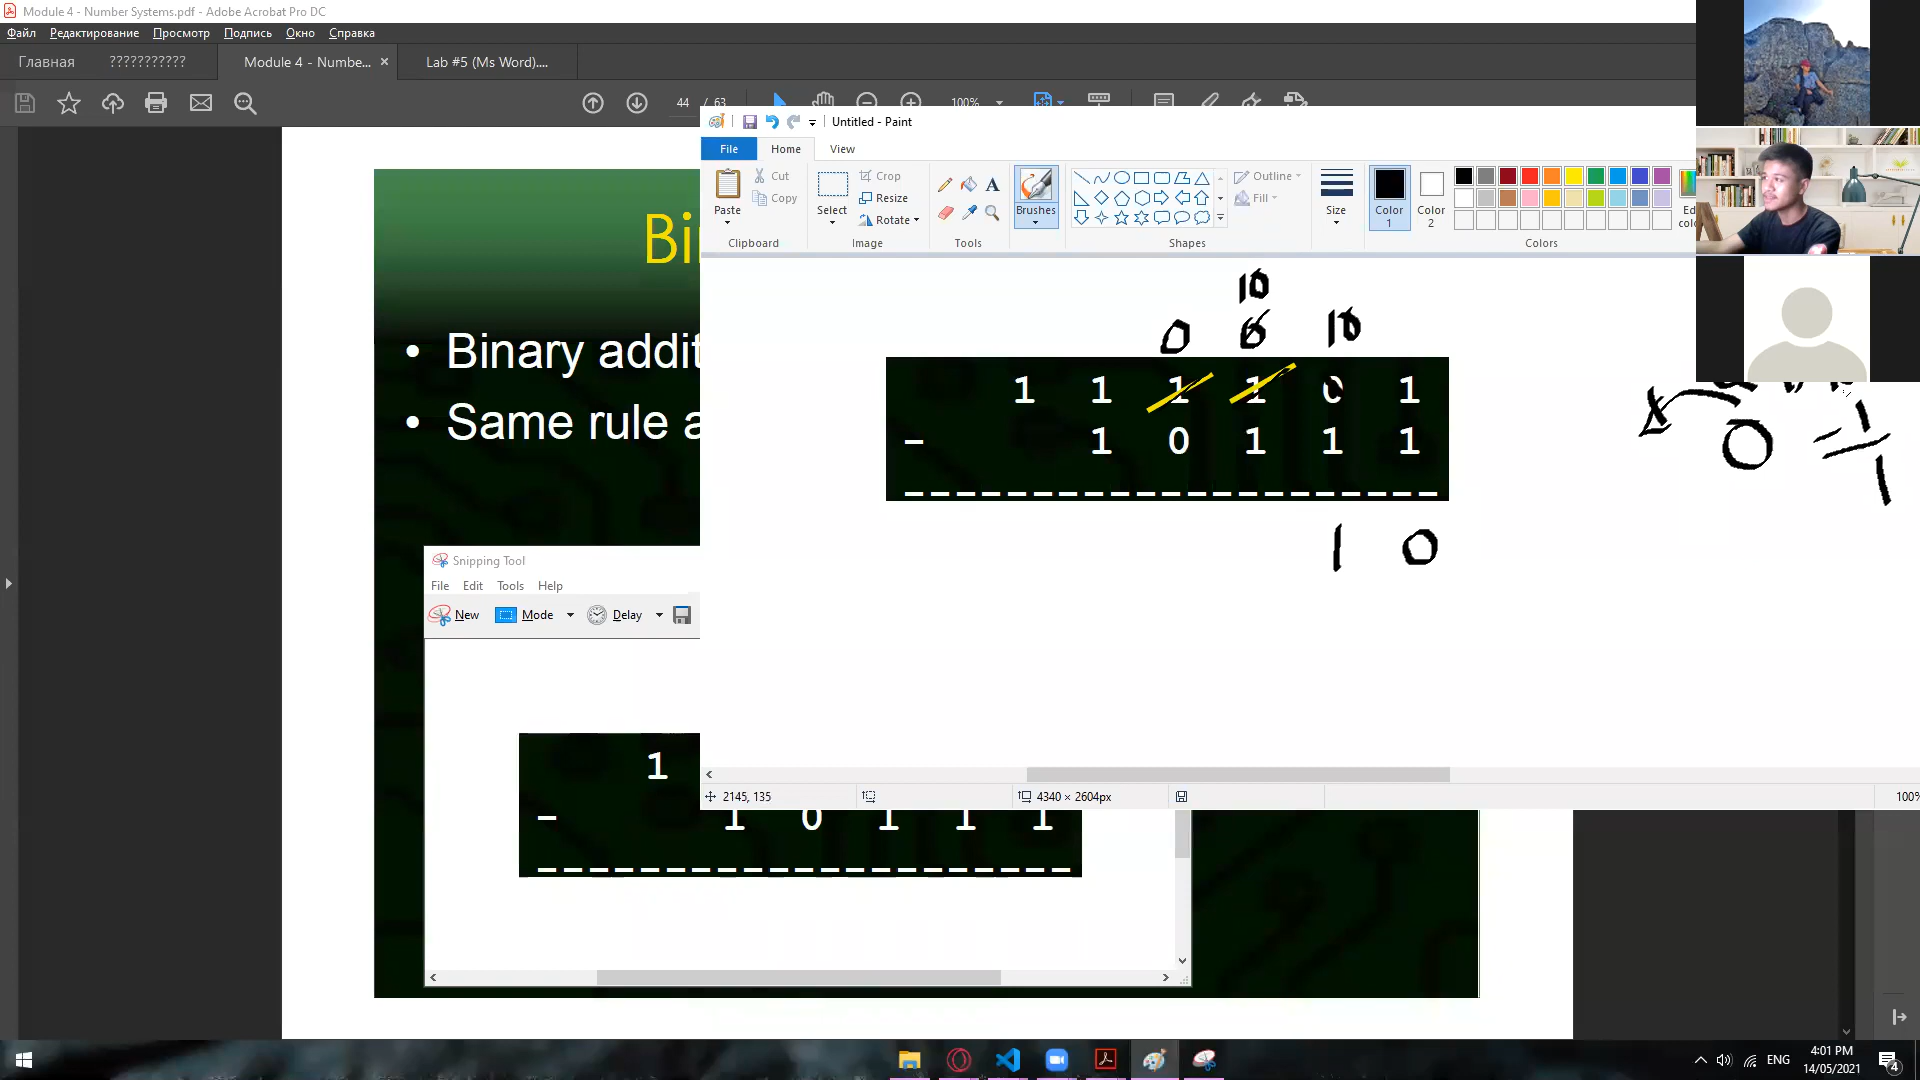 Module 4 - Number Systems.pdf - Adobe Acrobat Pro DC
Файл Редактирование Просмотр Подпись Окно Справка
Главная ??????????? Module 4 - Numbe... × Lab #5 (Ms Word)....
44 / 63 100%
Untitled - Paint
File Home View
Paste Cut Copy Select Crop Resize Rotate A Brushes Outline Fill Size Color 1 Color 2
Clipboard Image Tools Shapes Colors
Bi
• Binary addit
• Same rule a
10
0 0 10
1 1 1 1 0 1
- 1 0 1 1 1
1 0
0 = 1
1
Snipping Tool
File Edit Tools Help
New Mode Delay
1
- 1 0 1 1 1
2145, 135 4340 × 2604px 100%
ENG 4:01 PM
14/05/2021
4